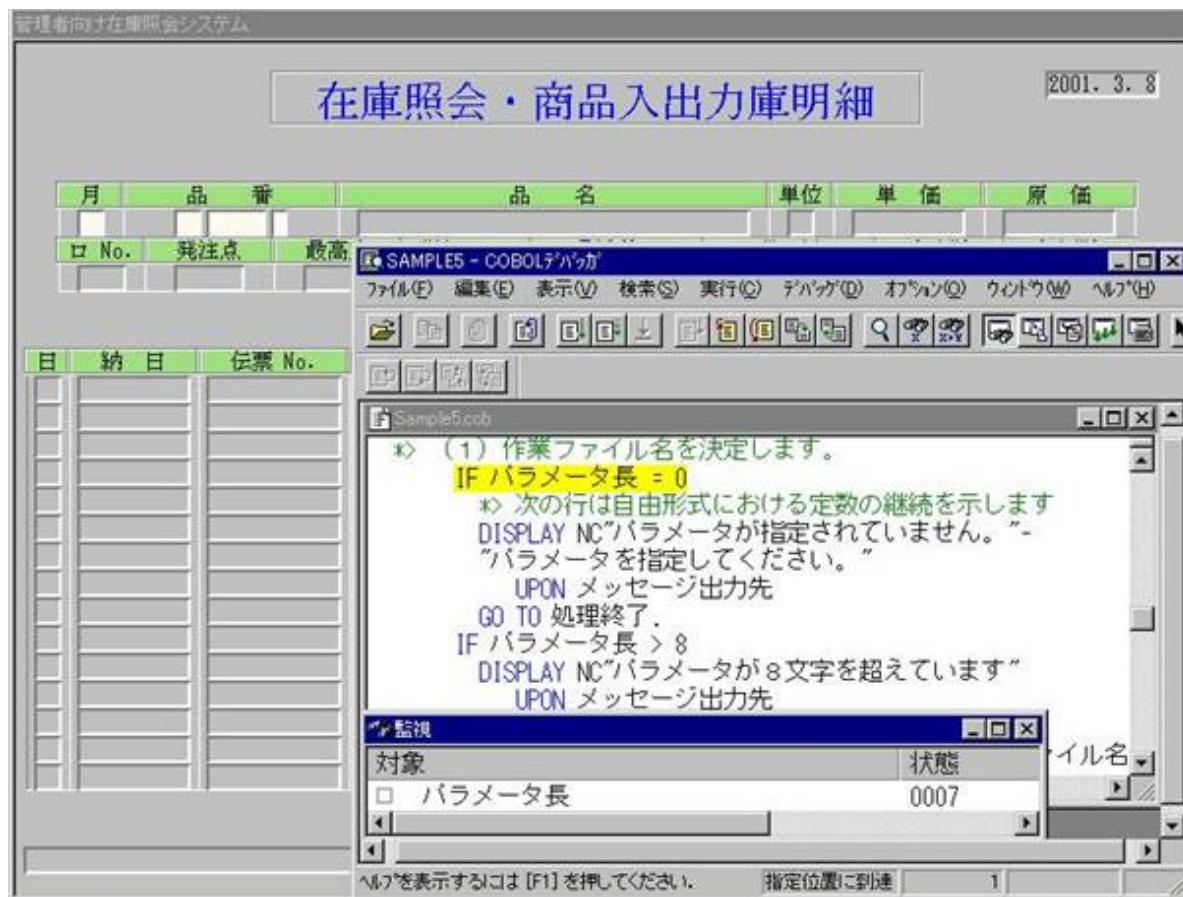 管理者向け在庫照会システム
在庫照会・商品入出力庫明細
2001. 3. 8
月 品 番 品 名 単位 単 価 原 価
ロ No. 発注点 最高
日 納 日 伝票 No.
SAMPLE5 - COBOLﾃﾞﾊﾞｯｶﾞ
ﾌｧｲﾙ(F) 編集(E) 表示(V) 検索(S) 実行(C) ﾃﾞﾊﾞｯｸﾞ(D) ｵﾌﾟｼｮﾝ(O) ｳｨﾝﾄﾞｳ(W) ﾍﾙﾌﾟ(H)
Sample5.cob
*> （1）作業ファイル名を決定します。
IF パラメータ長 = 0
*> 次の行は自由形式における定数の継続を示します
DISPLAY NC"パラメータが指定されていません。"-
"パラメータを指定してください。"
UPON メッセージ出力先
GO TO 処理終了.
IF パラメータ長 > 8
DISPLAY NC"パラメータが８文字を超えています"
UPON メッセージ出力先
監視
対象 状態
イル名
パラメータ長 0007
ﾍﾙﾌﾟを表示するには [F1] を押してください。 指定位置に到達 1